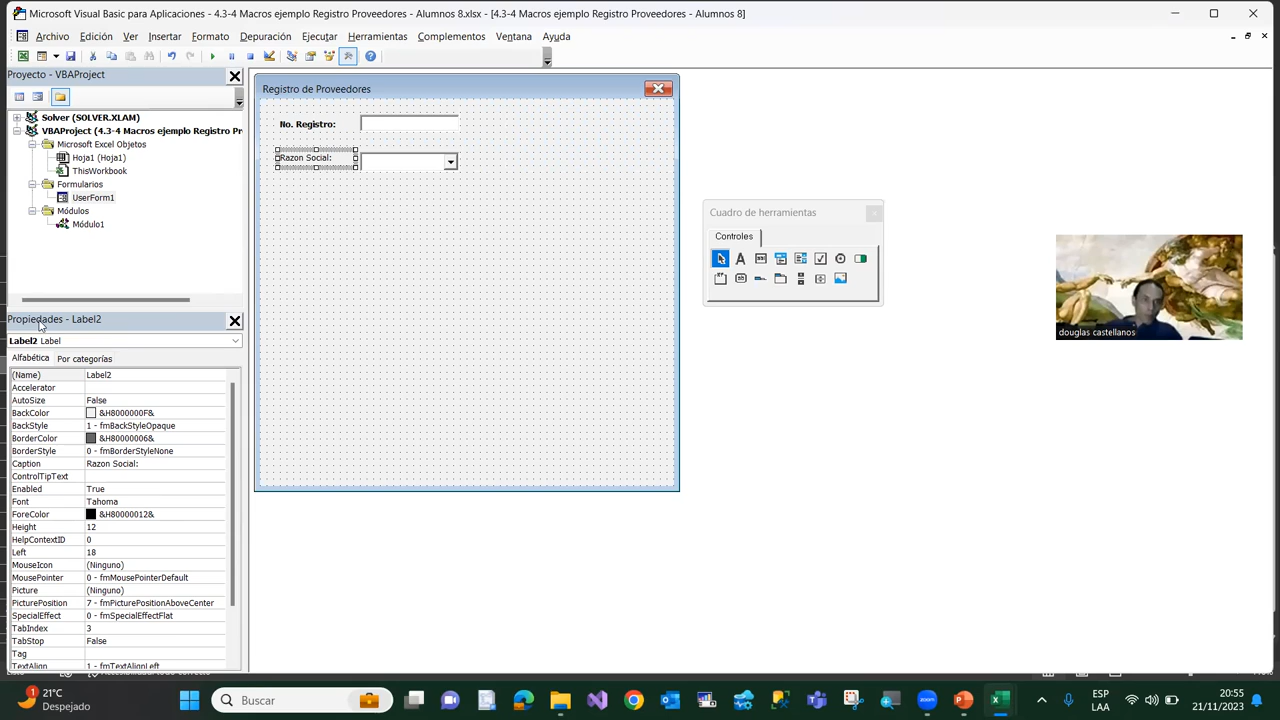 Microsoft Visual Basic para Aplicaciones - 4.3-4 Macros ejemplo Registro Proveedores - Alumnos 8.xlsx - [4.3-4 Macros ejemplo Registro Proveedores - Alumnos 8]
Archivo Edición Ver Insertar Formato Depuración Ejecutar Herramientas Complementos Ventana Ayuda
Proyecto - VBAProject
Solver (SOLVER.XLAM)
VBAProject (4.3-4 Macros ejemplo Registro Pr
Microsoft Excel Objetos
Hoja1 (Hoja1)
ThisWorkbook
Formularios
UserForm1
Módulos
Módulo1
Propiedades - Label2
Label2 Label
Alfabética Por categorías
(Name) Label2
Accelerator
AutoSize False
BackColor &H8000000F&
BackStyle 1 - fmBackStyleOpaque
BorderColor &H80000006&
BorderStyle 0 - fmBorderStyleNone
Caption Razon Social:
ControlTipText
Enabled True
Font Tahoma
ForeColor &H80000012&
Height 12
HelpContextID 0
Left 18
MouseIcon (Ninguno)
MousePointer 0 - fmMousePointerDefault
Picture (Ninguno)
PicturePosition 7 - fmPicturePositionAboveCenter
SpecialEffect 0 - fmSpecialEffectFlat
TabIndex 3
TabStop False
Tag
TextAlign 1 - fmTextAlignLeft
Registro de Proveedores
No. Registro:
Razon Social:
Cuadro de herramientas
Controles
douglas castellanos
21°C
Despejado
Buscar
ESP
LAA
20:55
21/11/2023